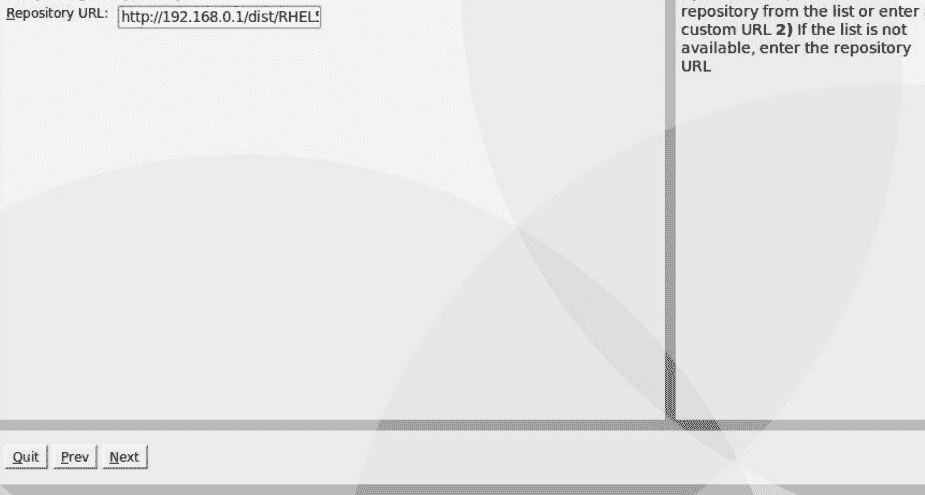 Repository URL: http://192.168.0.1/dist/RHEL
repository from the list or enter
custom URL 2) If the list is not
available, enter the repository
URL
Quit Prev Next